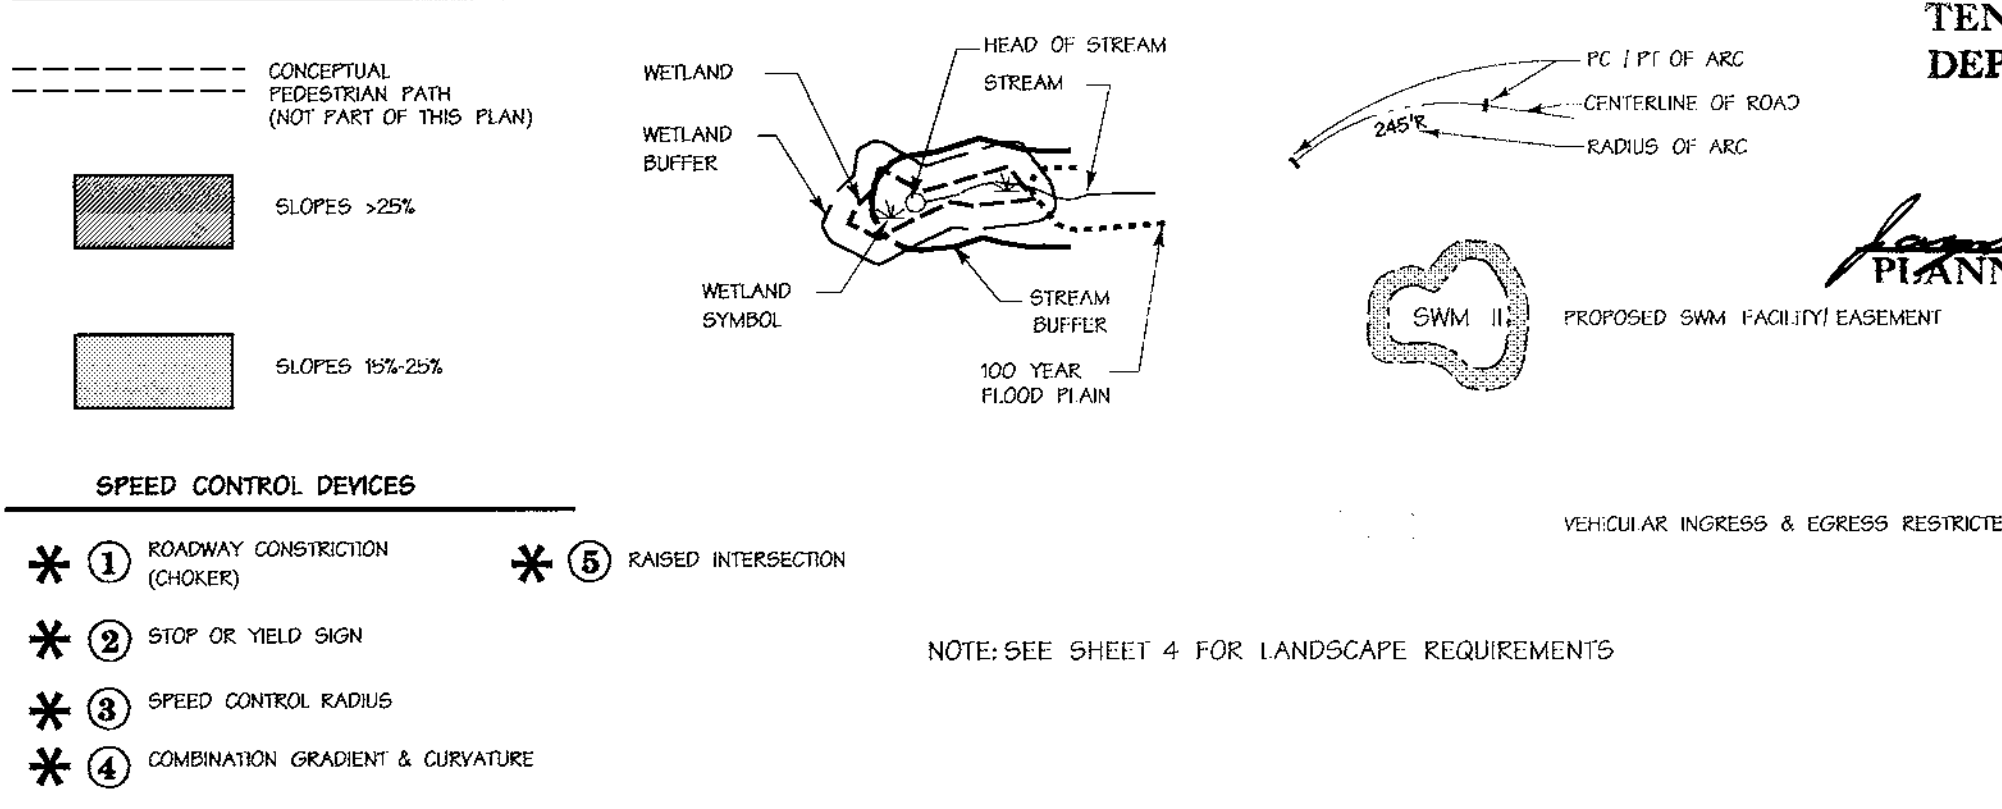 CONCEPTUAL
PEDESTRIAN PATH
(NOT PART OF THIS PLAN)
SLOPES >25%
SLOPES 15%-25%
WETLAND
WETLAND
BUFFER
HEAD OF STREAM
STREAM
WETLAND
SYMBOL
STREAM
BUFFER
100 YEAR
FLOOD PLAIN
PC / PT OF ARC
CENTERLINE OF ROAD
245'R
RADIUS OF ARC
SWM II
PROPOSED SWM FACILITY/EASEMENT
TEN
DEP
PLANN
SPEED CONTROL DEVICES
* 1 ROADWAY CONSTRICTION
(CHOKER)
* 2 STOP OR YIELD SIGN
* 3 SPEED CONTROL RADIUS
* 4 COMBINATION GRADIENT & CURVATURE
* 5 RAISED INTERSECTION
VEHICULAR INGRESS & EGRESS RESTRICTE
NOTE: SEE SHEET 4 FOR LANDSCAPE REQUIREMENTS